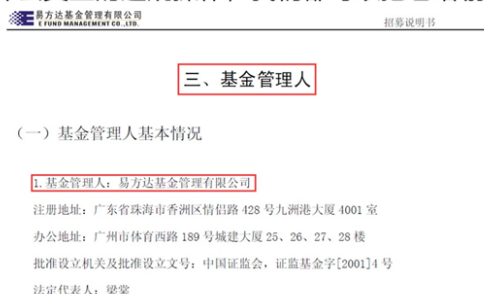 易方达基金管理有限公司
E FUND MANAGEMENT CO.,LTD.
招募说明书
三、基金管理人
（一）基金管理人基本情况
1.基金管理人：易方达基金管理有限公司
注册地址：广东省珠海市香洲区情侣路 428 号九洲港大厦 4001 室
办公地址：广州市体育西路 189 号城建大厦 25、26、27、28 楼
批准设立机关及批准设立文号：中国证监会，证监基金字[2001]4 号
法定代表人：梁棠